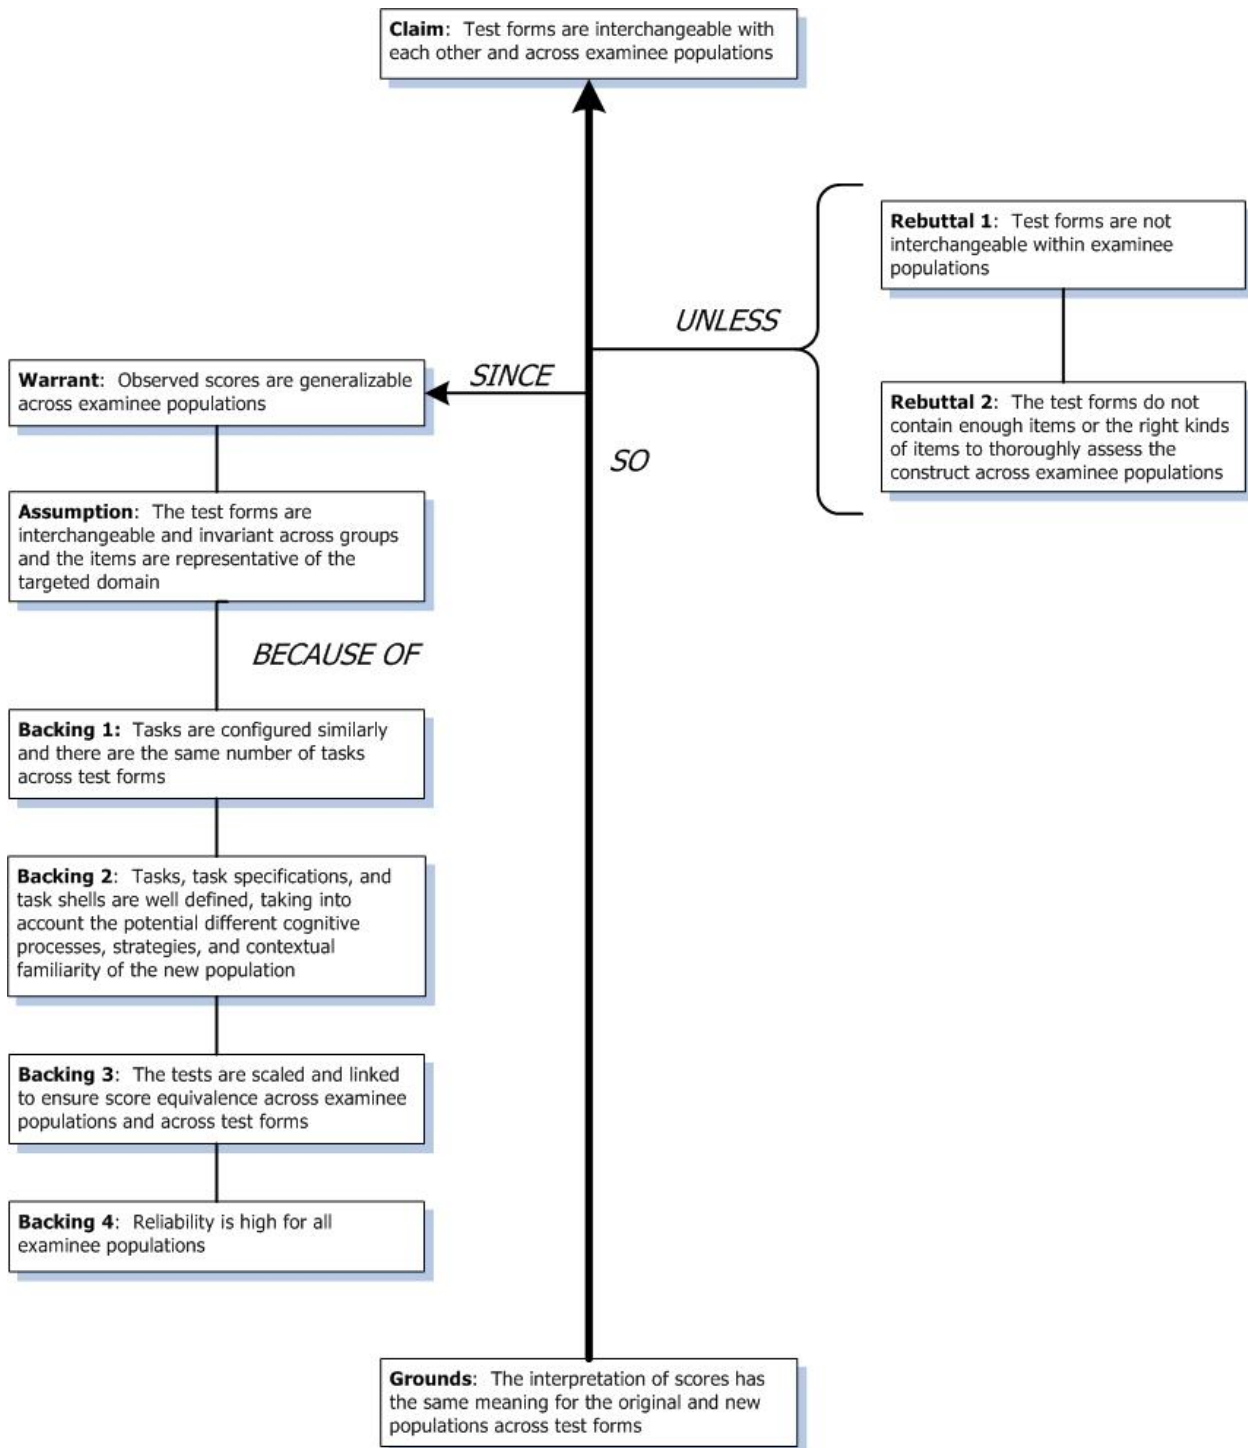 Claim: Test forms are interchangeable with
each other and across examinee populations
Rebuttal 1: Test forms are not
interchangeable within examinee
populations
UNLESS
Warrant: Observed scores are generalizable
across examinee populations
SINCE
Rebuttal 2: The test forms do not
contain enough items or the right kinds
of items to thoroughly assess the
construct across examinee populations
SO
Assumption: The test forms are
interchangeable and invariant across groups
and the items are representative of the
targeted domain
BECAUSE OF
Backing 1: Tasks are configured similarly
and there are the same number of tasks
across test forms
Backing 2: Tasks, task specifications, and
task shells are well defined, taking into
account the potential different cognitive
processes, strategies, and contextual
familiarity of the new population
Backing 3: The tests are scaled and linked
to ensure score equivalence across examinee
populations and across test forms
Backing 4: Reliability is high for all
examinee populations
Grounds: The interpretation of scores has
the same meaning for the original and new
populations across test forms